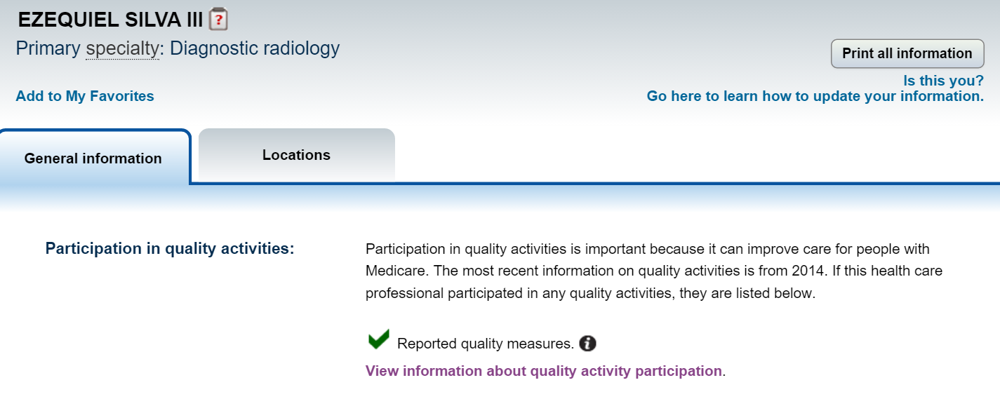 EZEQUIEL SILVA III ?
Primary specialty: Diagnostic radiology
Print all information
Is this you?
Add to My Favorites
Go here to learn how to update your information.
General information
Locations
Participation in quality activities:
Participation in quality activities is important because it can improve care for people with
Medicare. The most recent information on quality activities is from 2014. If this health care
professional participated in any quality activities, they are listed below.
Reported quality measures. i
View information about quality activity participation.